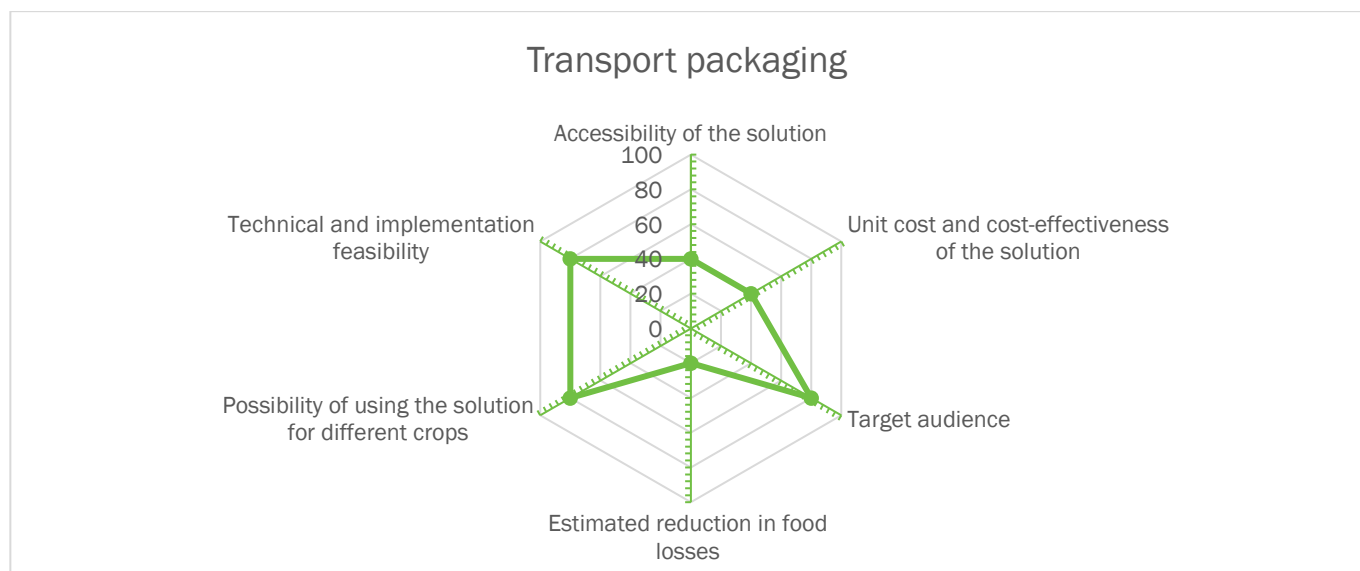 Transport packaging
Accessibility of the solution
100
80
60
40
20
0
Unit cost and cost-effectiveness
of the solution
Target audience
Estimated reduction in food
losses
Possibility of using the solution
for different crops
Technical and implementation
feasibility